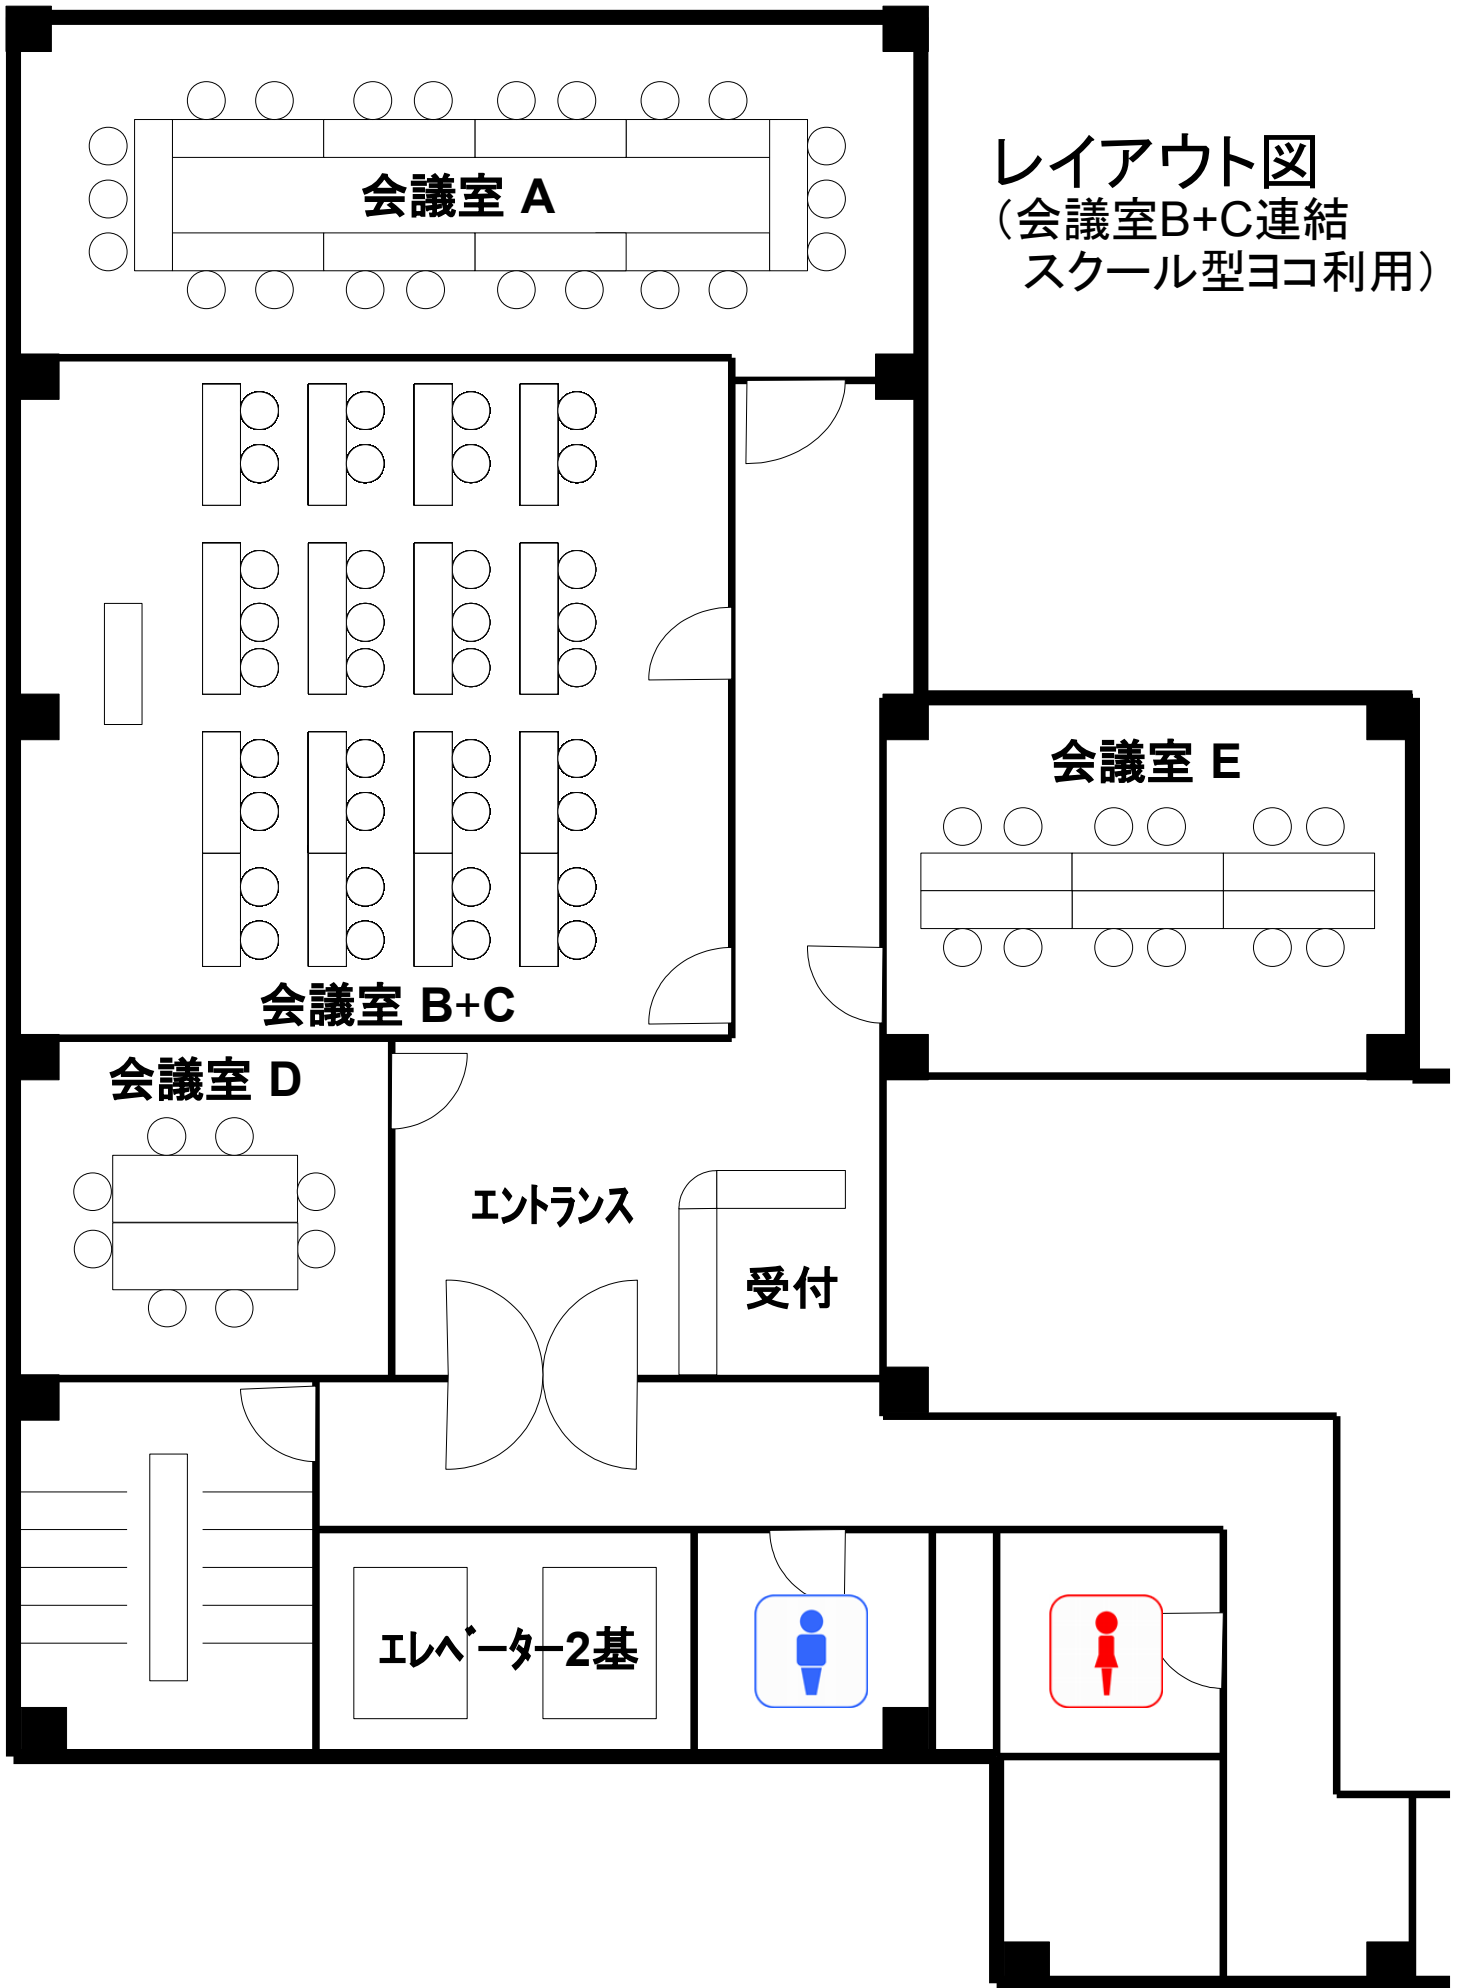 レイアウト図
（会議室B+C連結
スクール型ヨコ利用）
会議室 A
会議室 E
会議室 B+C
会議室 D
エントランス
受付
エレベーター2基